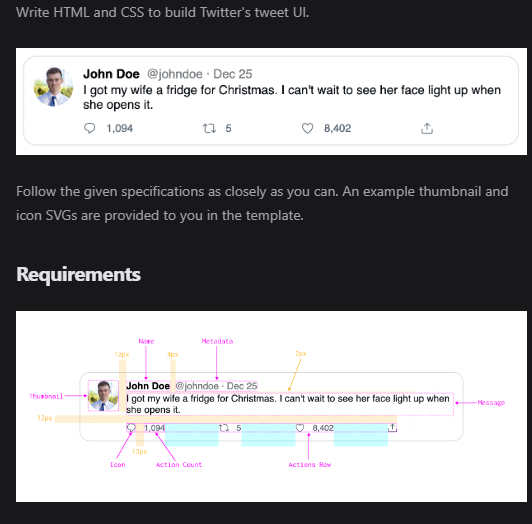 Write HTML and CSS to build Twitter's tweet UI.
John Doe @johndoe · Dec 25
I got my wife a fridge for Christmas. I can't wait to see her face light up when
she opens it.
1,094 5 8,402
Follow the given specifications as closely as you can. An example thumbnail and
icon SVGs are provided to you in the template.
Requirements
Name Metadata
12px 4px 2px
John Doe @johndoe · Dec 25
Thumbnail
I got my wife a fridge for Christmas. I can't wait to see her face light up when
Message
she opens it.
12px
1,094 5 8,402
12px
Icon Action Count Actions Row